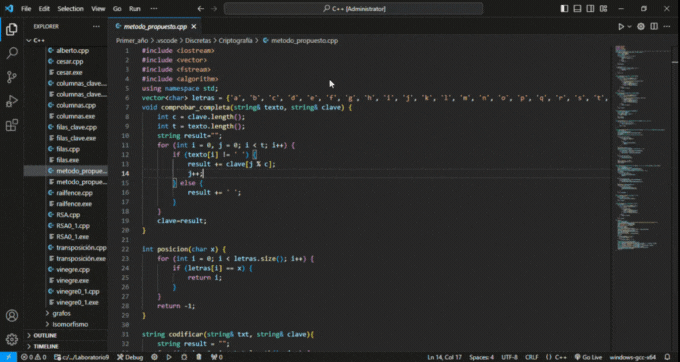 File Edit Selection View Go Run ... C++ [Administrator]
EXPLORER ...
C++
alberto.cpp
cesar.cpp
cesar.exe
columnas_clave...
columnas_clave...
columnas.cpp
columnas.exe
filas_clave.cpp
filas_clave.exe
filas.cpp
filas.exe
metodo_propue...
metodo_propue...
railfence.cpp
railfence.exe
RSA.cpp
RSA0_1.cpp
RSA0_1.exe
transposición.cpp
transposición.exe
vinegre.cpp
vinegre.exe
vinegre0_1.cpp
vinegre0_1.exe
grafos
isomorfismo
OUTLINE
TIMELINE
metodo_propuesto.cpp
Primer_año > .vscode > Discretas > Criptografía > metodo_propuesto.cpp
1 #include <iostream>
2 #include <vector>
3 #include <fstream>
4 #include <algorithm>
5 using namespace std;
6 vector<char> letras = {'a', 'b', 'c', 'd', 'e', 'f', 'g', 'h', 'i', 'j', 'k', 'l', 'm', 'n', 'o', 'p', 'q', 'r', 's', 't',
7 void comprobar_completa(string& texto, string& clave) {
8 int c = clave.length();
9 int t = texto.length();
10 string result="";
11 for (int i = 0, j = 0; i < t; i++) {
12 if (texto[i] != ' ') {
13 result += clave[j % c];
14 j++;
15 } else {
16 result += ' ';
17 }
18 }
19 clave=result;
20 }
21
22 int posicion(char x) {
23 for (int i = 0; i < letras.size(); i++) {
24 if (letras[i] == x) {
25 return i;
26 }
27 }
28 return -1;
29 }
30
31 string codificar(string& txt, string& clave){
32 string result = "";
Debug
0
Ln 14, Col 17 Spaces: 4 UTF-8 CRLF {} C++ Go Live windows-gcc-x64